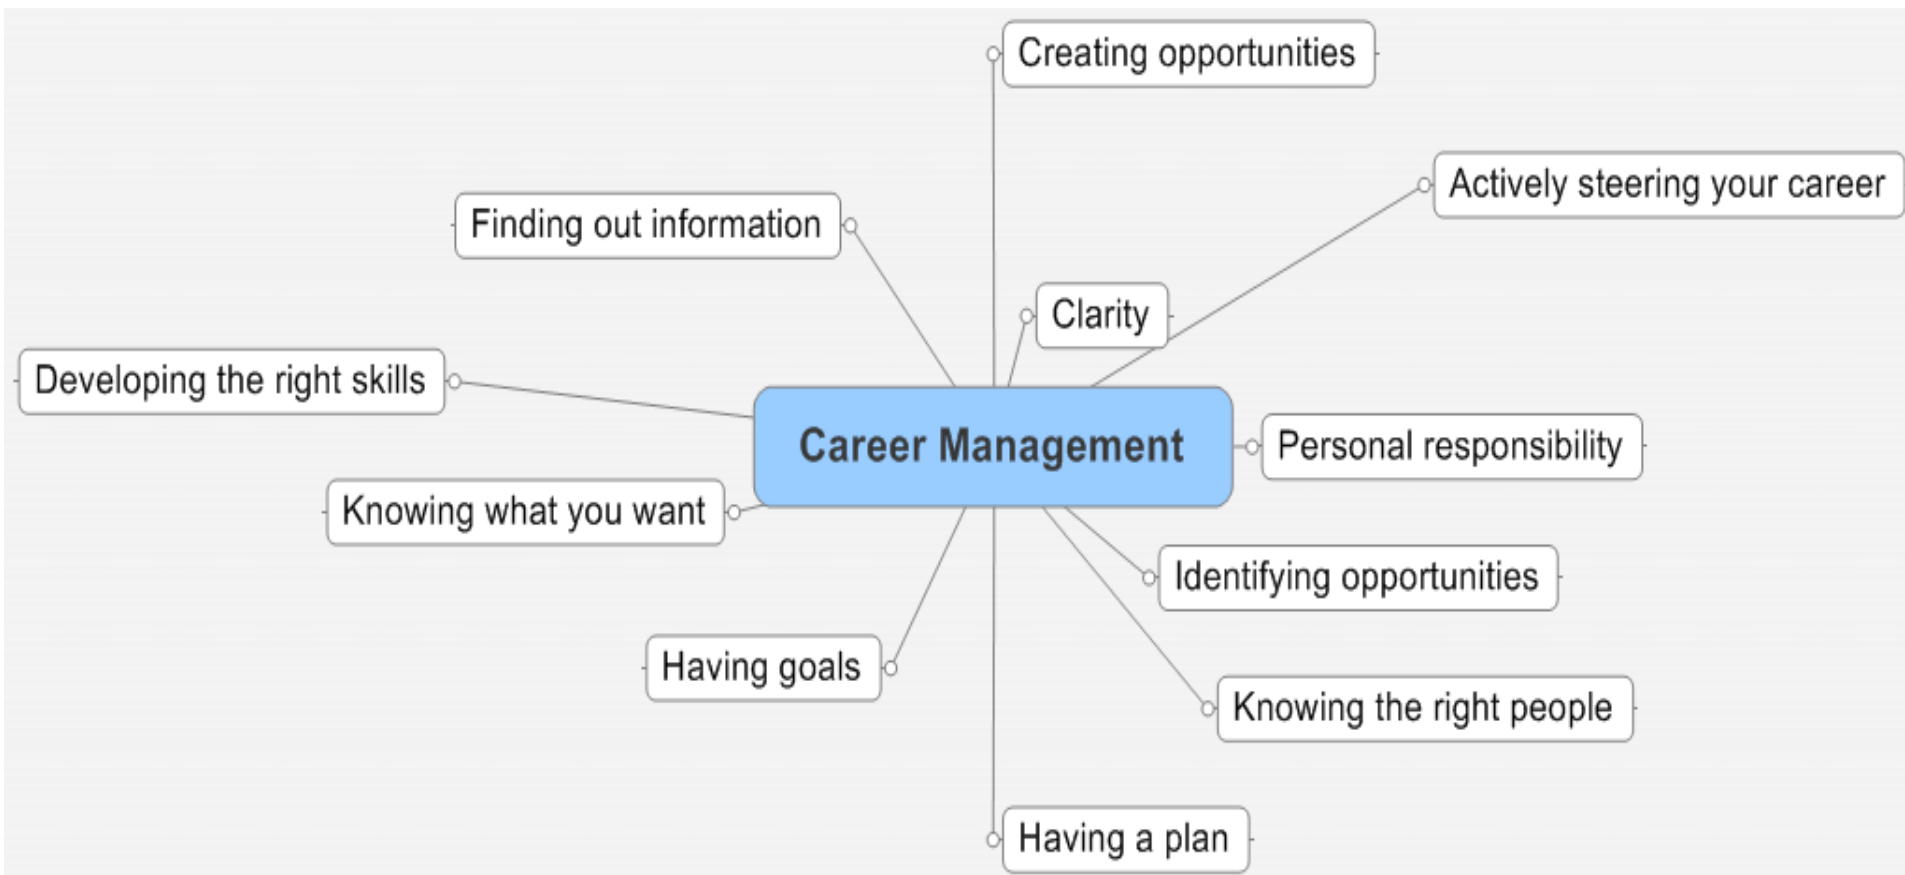 Creating opportunities
Actively steering your career
Finding out information
Clarity
Developing the right skills
Career Management
Personal responsibility
Knowing what you want
Identifying opportunities
Having goals
Knowing the right people
Having a plan